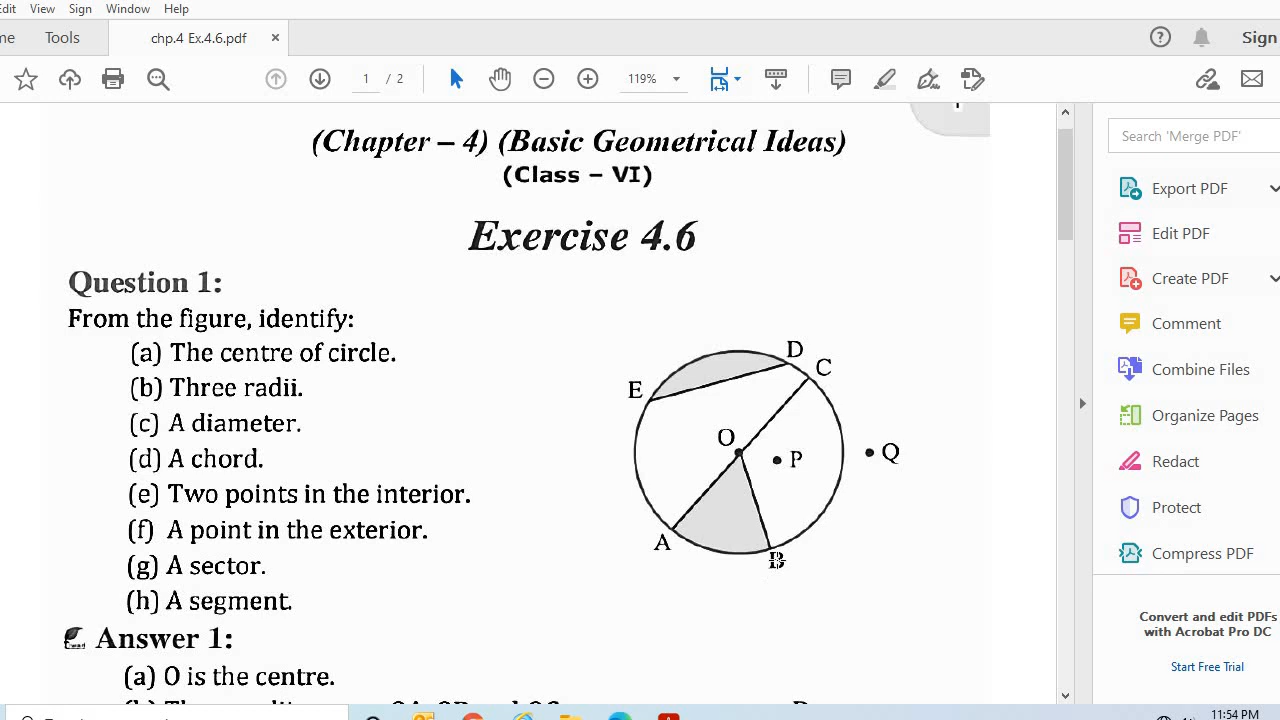 Edit View Sign Window Help
me Tools chp.4 Ex.4.6.pdf × Sign
1 / 2 119%
(Chapter – 4) (Basic Geometrical Ideas)
(Class – VI)
Exercise 4.6
Question 1:
From the figure, identify:
(a) The centre of circle.
(b) Three radii.
(c) A diameter.
(d) A chord.
(e) Two points in the interior.
(f) A point in the exterior.
(g) A sector.
(h) A segment.
D
C
E
O
P
Q
A
B
Answer 1:
(a) O is the centre.
Search 'Merge PDF'
Export PDF
Edit PDF
Create PDF
Comment
Combine Files
Organize Pages
Redact
Protect
Compress PDF
Convert and edit PDFs
with Acrobat Pro DC
Start Free Trial
11:54 PM